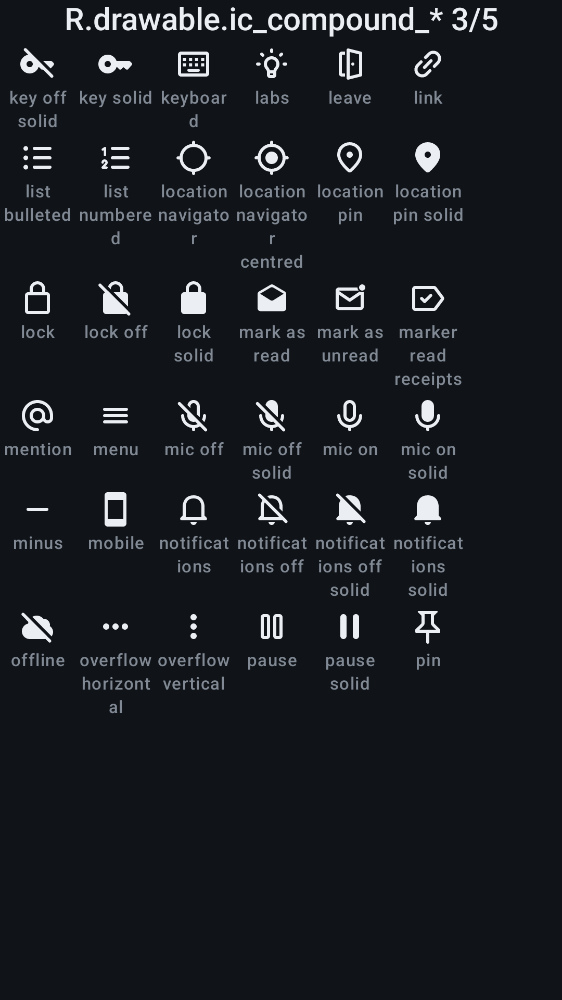 R.drawable.ic_compound_* 3/5
key off
solid
key solid
keyboar
d
labs
leave
link
list
bulleted
list
numbere
d
location
navigato
r
location
navigato
r
centred
location
pin
location
pin solid
lock
lock off
lock
solid
mark as
read
mark as
unread
marker
read
receipts
mention
menu
mic off
mic off
solid
mic on
mic on
solid
minus
mobile
notificat
ions
notificat
ions off
notificat
ions off
solid
notificat
ions
solid
offline
overflow
horizont
al
overflow
vertical
pause
pause
solid
pin